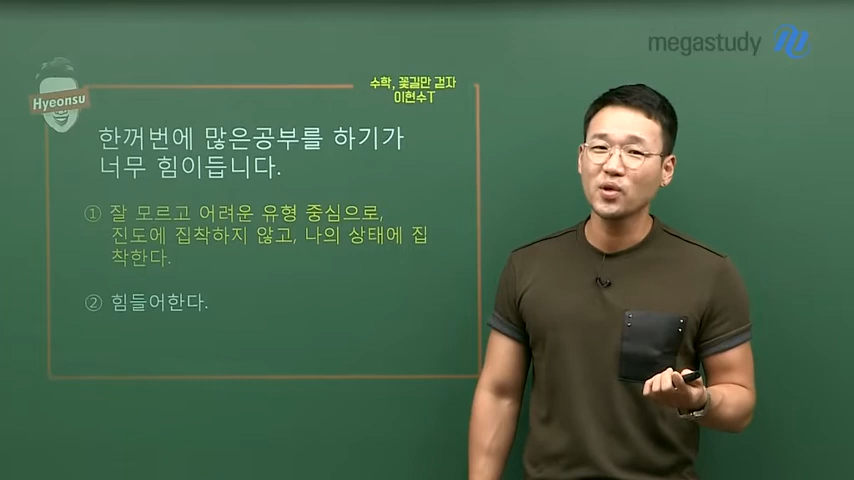 megastudy
Hyeonsu
수학, 꽃길만 걷자
이현수T
한꺼번에 많은공부를 하기가
너무 힘이듭니다.
① 잘 모르고 어려운 유형 중심으로,
진도에 집착하지 않고, 나의 상태에 집
착한다.
② 힘들어한다.